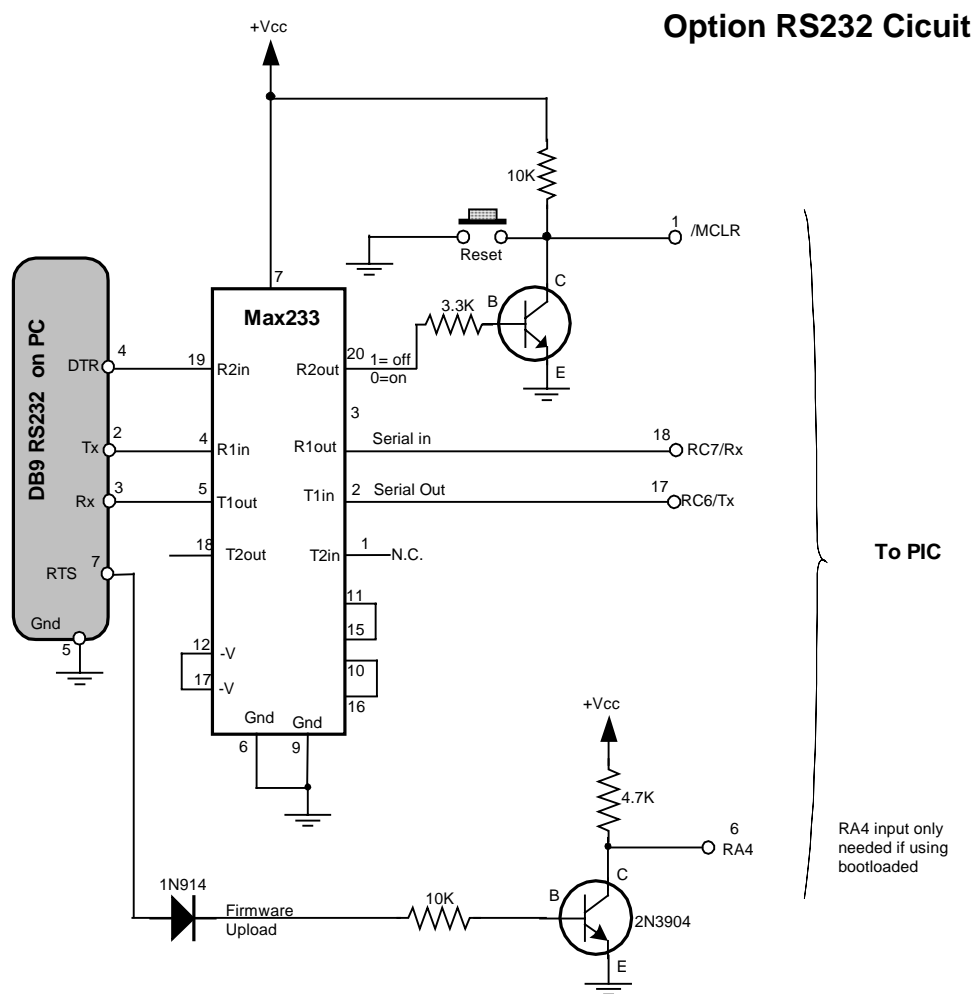 Option RS232 Cicuit
+Vcc
10K
1
/MCLR
Reset
7
C
Max233
3.3K
B
DB9 RS232 on PC
4
DTR
19
R2in
R2out
20
1= off
0=on
E
3
2
Tx
4
R1in
R1out
Serial in
18
RC7/Rx
3
Rx
5
T1out
T1in
2
Serial Out
17
RC6/Tx
18
T2out
T2in
1
N.C.
To PIC
7
RTS
11
15
Gnd
5
12
-V
17
-V
10
16
Gnd
Gnd
6
9
+Vcc
4.7K
6
RA4
RA4 input only
needed if using
bootloaded
1N914
Firmware
Upload
10K
B
C
2N3904
E